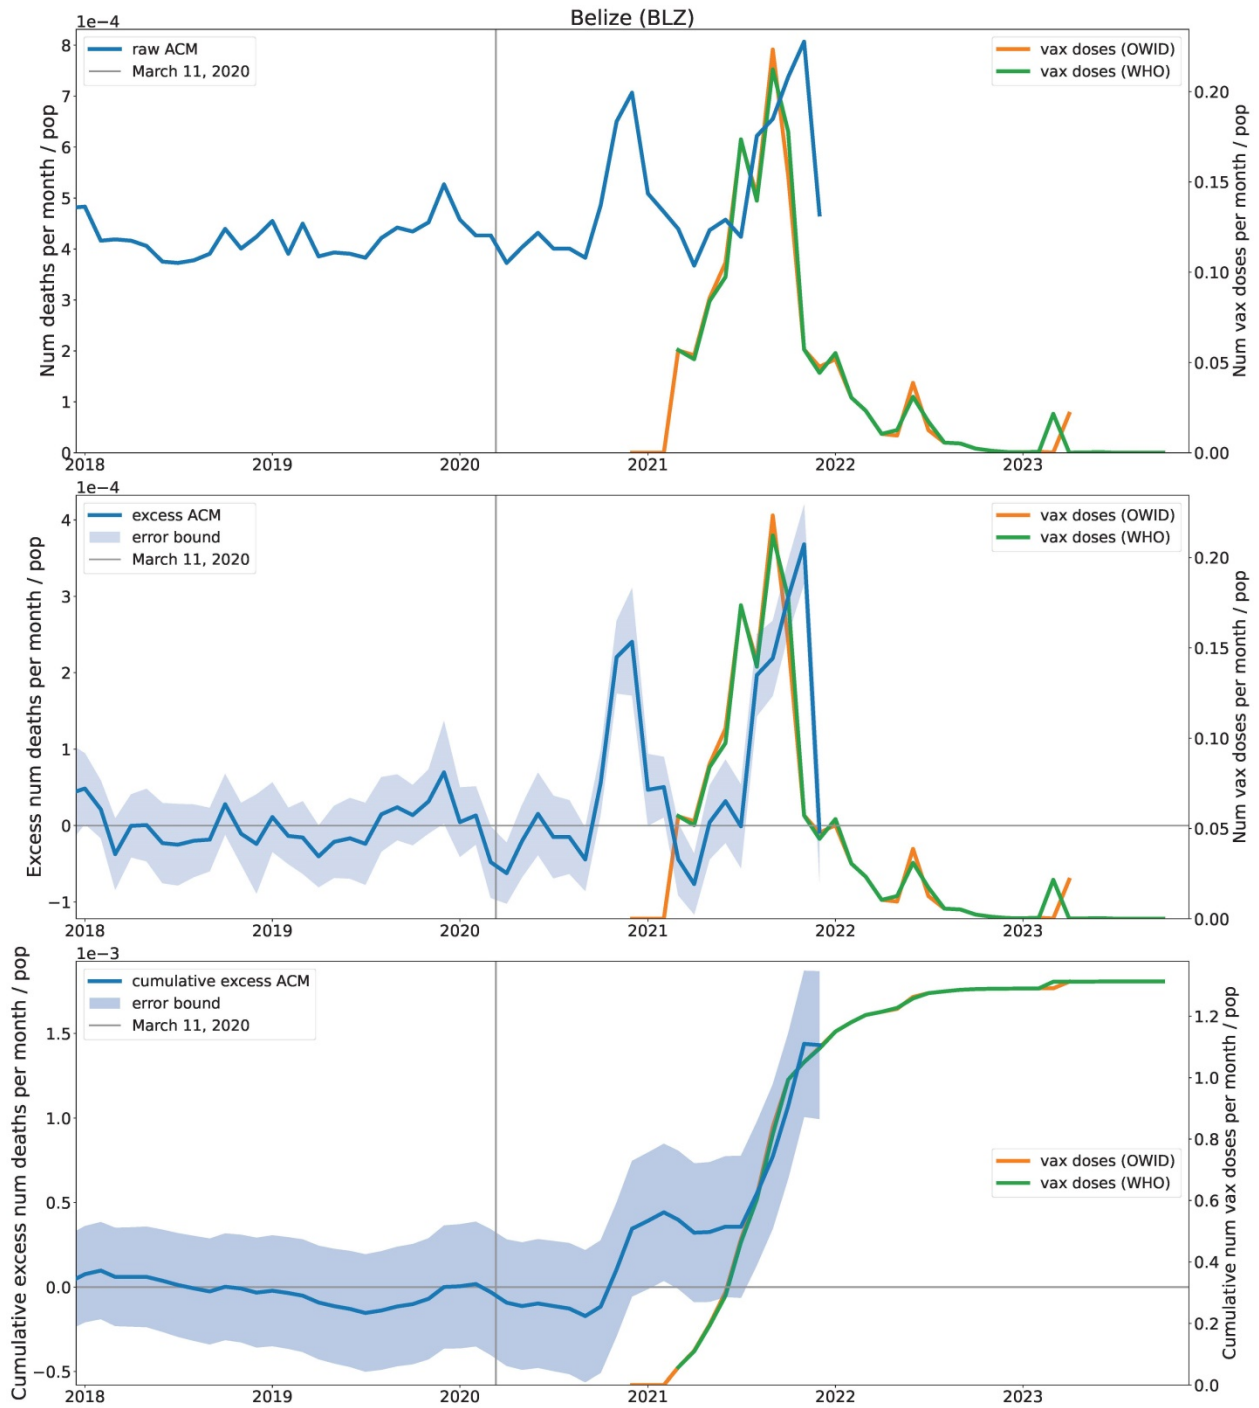 Belize (BLZ)
1e−4
raw ACM
March 11, 2020
vax doses (OWID)
vax doses (WHO)
Num deaths per month / pop
8
7
6
5
4
3
2
1
0
Num vax doses per month / pop
0.20
0.15
0.10
0.05
0.00
2018 2019 2020 2021 2022 2023
1e−4
excess ACM
error bound
March 11, 2020
vax doses (OWID)
vax doses (WHO)
Excess num deaths per month / pop
4
3
2
1
0
−1
Num vax doses per month / pop
0.20
0.15
0.10
0.05
0.00
2018 2019 2020 2021 2022 2023
1e−3
cumulative excess ACM
error bound
March 11, 2020
vax doses (OWID)
vax doses (WHO)
Cumulative excess num deaths per month / pop
1.5
1.0
0.5
0.0
−0.5
Cumulative num vax doses per month / pop
1.2
1.0
0.8
0.6
0.4
0.2
0.0
2018 2019 2020 2021 2022 2023